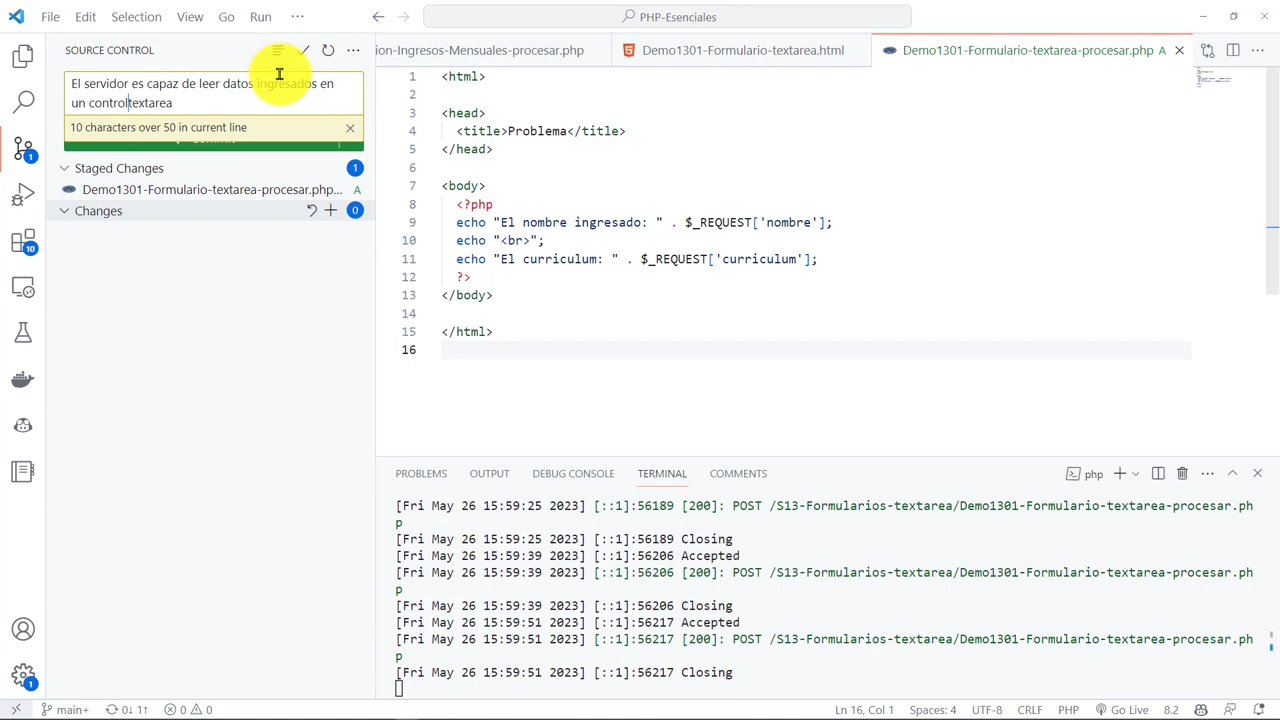 File Edit Selection View Go Run ···
PHP-Esenciales
SOURCE CONTROL
El servidor es capaz de leer datos ingresados en
un controltextarea
10 characters over 50 in current line
Staged Changes 1
Demo1301-Formulario-textarea-procesar.php... A
Changes 0
1
10
1
ion-Ingresos-Mensuales-procesar.php
Demo1301-Formulario-textarea.html
Demo1301-Formulario-textarea-procesar.php A
1 <html>
2
3 <head>
4 <title>Problema</title>
5 </head>
6
7 <body>
8 <?php
9 echo "El nombre ingresado: " . $_REQUEST['nombre'];
10 echo "<br>";
11 echo "El curriculum: " . $_REQUEST['curriculum'];
12 ?>
13 </body>
14
15 </html>
16
PROBLEMS OUTPUT DEBUG CONSOLE TERMINAL COMMENTS
php
[Fri May 26 15:59:25 2023] [::1]:56189 [200]: POST /S13-Formularios-textarea/Demo1301-Formulario-textarea-procesar.ph
p
[Fri May 26 15:59:25 2023] [::1]:56189 Closing
[Fri May 26 15:59:39 2023] [::1]:56206 Accepted
[Fri May 26 15:59:39 2023] [::1]:56206 [200]: POST /S13-Formularios-textarea/Demo1301-Formulario-textarea-procesar.ph
p
[Fri May 26 15:59:39 2023] [::1]:56206 Closing
[Fri May 26 15:59:51 2023] [::1]:56217 Accepted
[Fri May 26 15:59:51 2023] [::1]:56217 [200]: POST /S13-Formularios-textarea/Demo1301-Formulario-textarea-procesar.ph
p
[Fri May 26 15:59:51 2023] [::1]:56217 Closing
main+ 0↓ 1↑ 0 0
Ln 16, Col 1 Spaces: 4 UTF-8 CRLF PHP Go Live 8.2